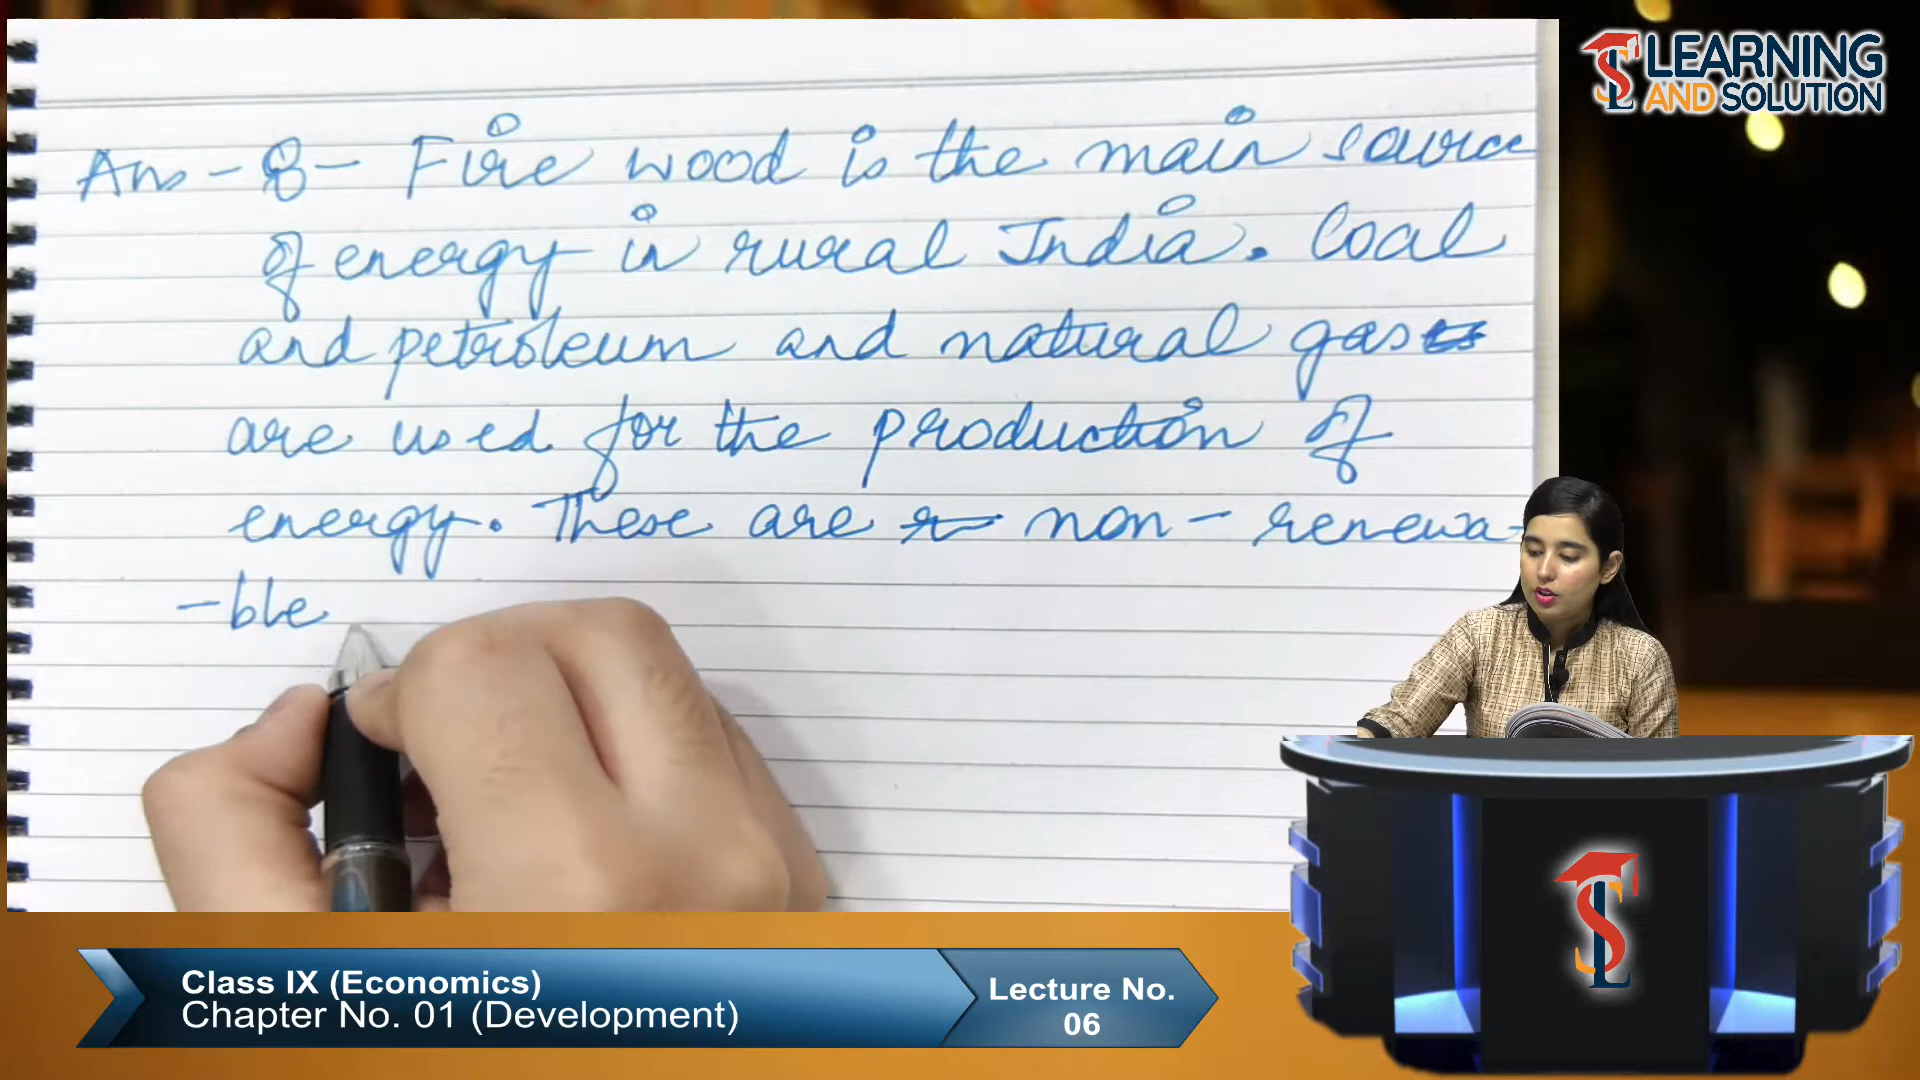 LEARNING
AND SOLUTION
Ans - 8 - Fire wood is the main source
of energy in rural India. Coal
and petroleum and natural gas
are used for the production of
energy. These are non - renewa-
-ble
Class IX (Economics)
Chapter No. 01 (Development)
Lecture No.
06